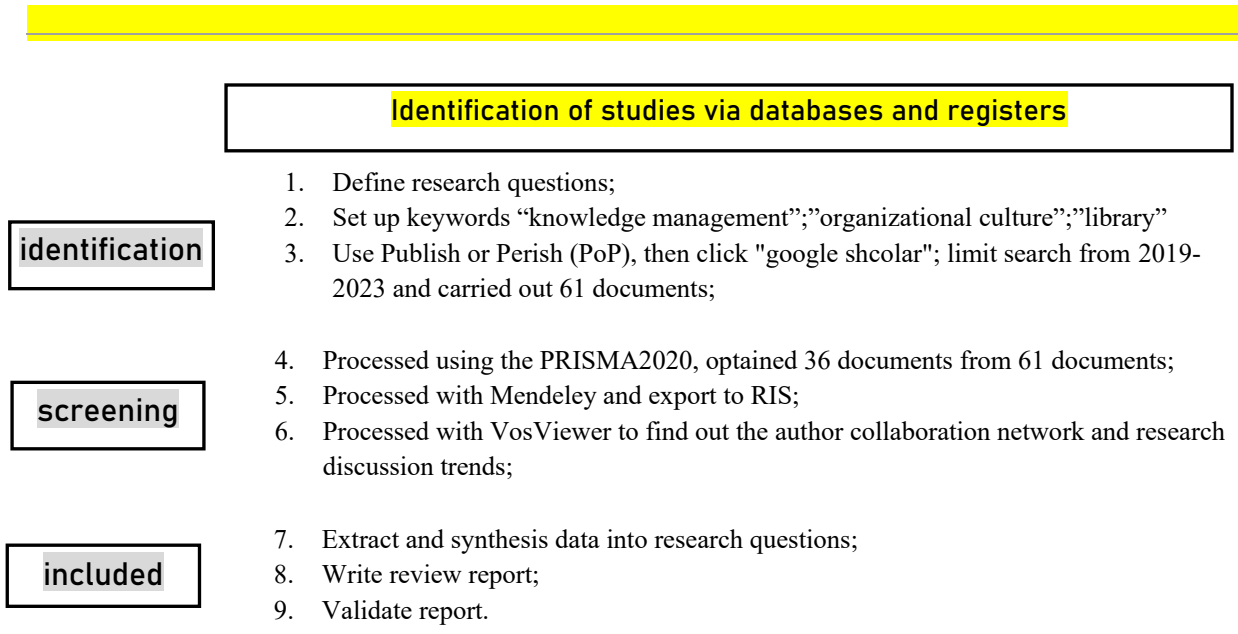 Identification of studies via databases and registers
1. Define research questions;
2. Set up keywords “knowledge management”;”organizational culture”;”library”
identification
3. Use Publish or Perish (PoP), then click "google shcolar"; limit search from 2019-
2023 and carried out 61 documents;
4. Processed using the PRISMA2020, optained 36 documents from 61 documents;
screening
5. Processed with Mendeley and export to RIS;
6. Processed with VosViewer to find out the author collaboration network and research
discussion trends;
7. Extract and synthesis data into research questions;
included
8. Write review report;
9. Validate report.